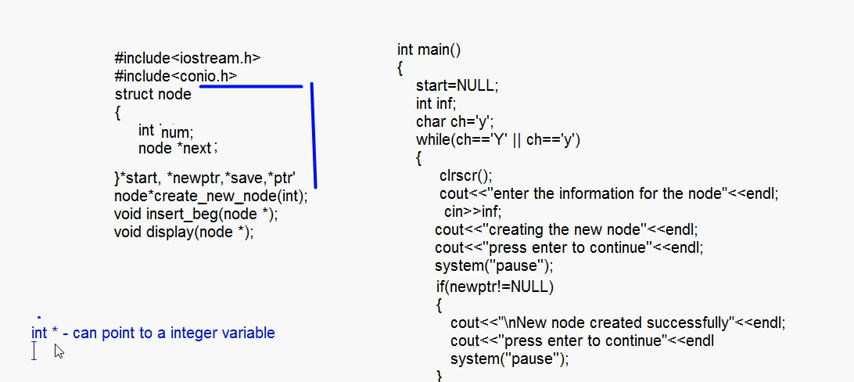 #include<iostream.h>
#include<conio.h>
struct node
{
int num;
node *next;
}*start, *newptr,*save,*ptr'
node*create_new_node(int);
void insert_beg(node *);
void display(node *);
int * - can point to a integer variable
int main()
{
start=NULL;
int inf;
char ch='y';
while(ch=='Y' || ch=='y')
{
clrscr();
cout<<"enter the information for the node"<<endl;
cin>>inf;
cout<<"creating the new node"<<endl;
cout<<"press enter to continue"<<endl;
system("pause");
if(newptr!=NULL)
{
cout<<"\nNew node created successfully"<<endl;
cout<<"press enter to continue"<<endl
system("pause");
}